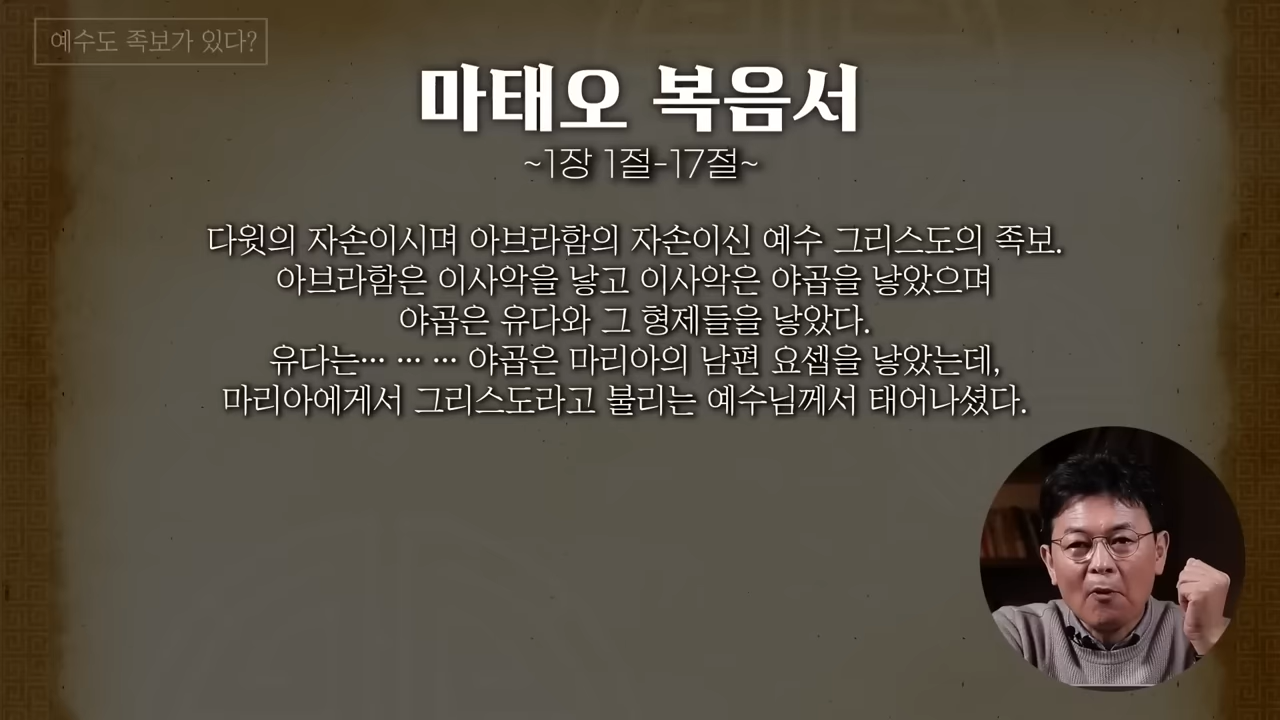 예수도 족보가 있다?
마태오 복음서
~1장 1절-17절~
다윗의 자손이시며 아브라함의 자손이신 예수 그리스도의 족보.
아브라함은 이사악을 낳고 이사악은 야곱을 낳았으며
야곱은 유다와 그 형제들을 낳았다.
유다는… … … 야곱은 마리아의 남편 요셉을 낳았는데,
마리아에게서 그리스도라고 불리는 예수님께서 태어나셨다.